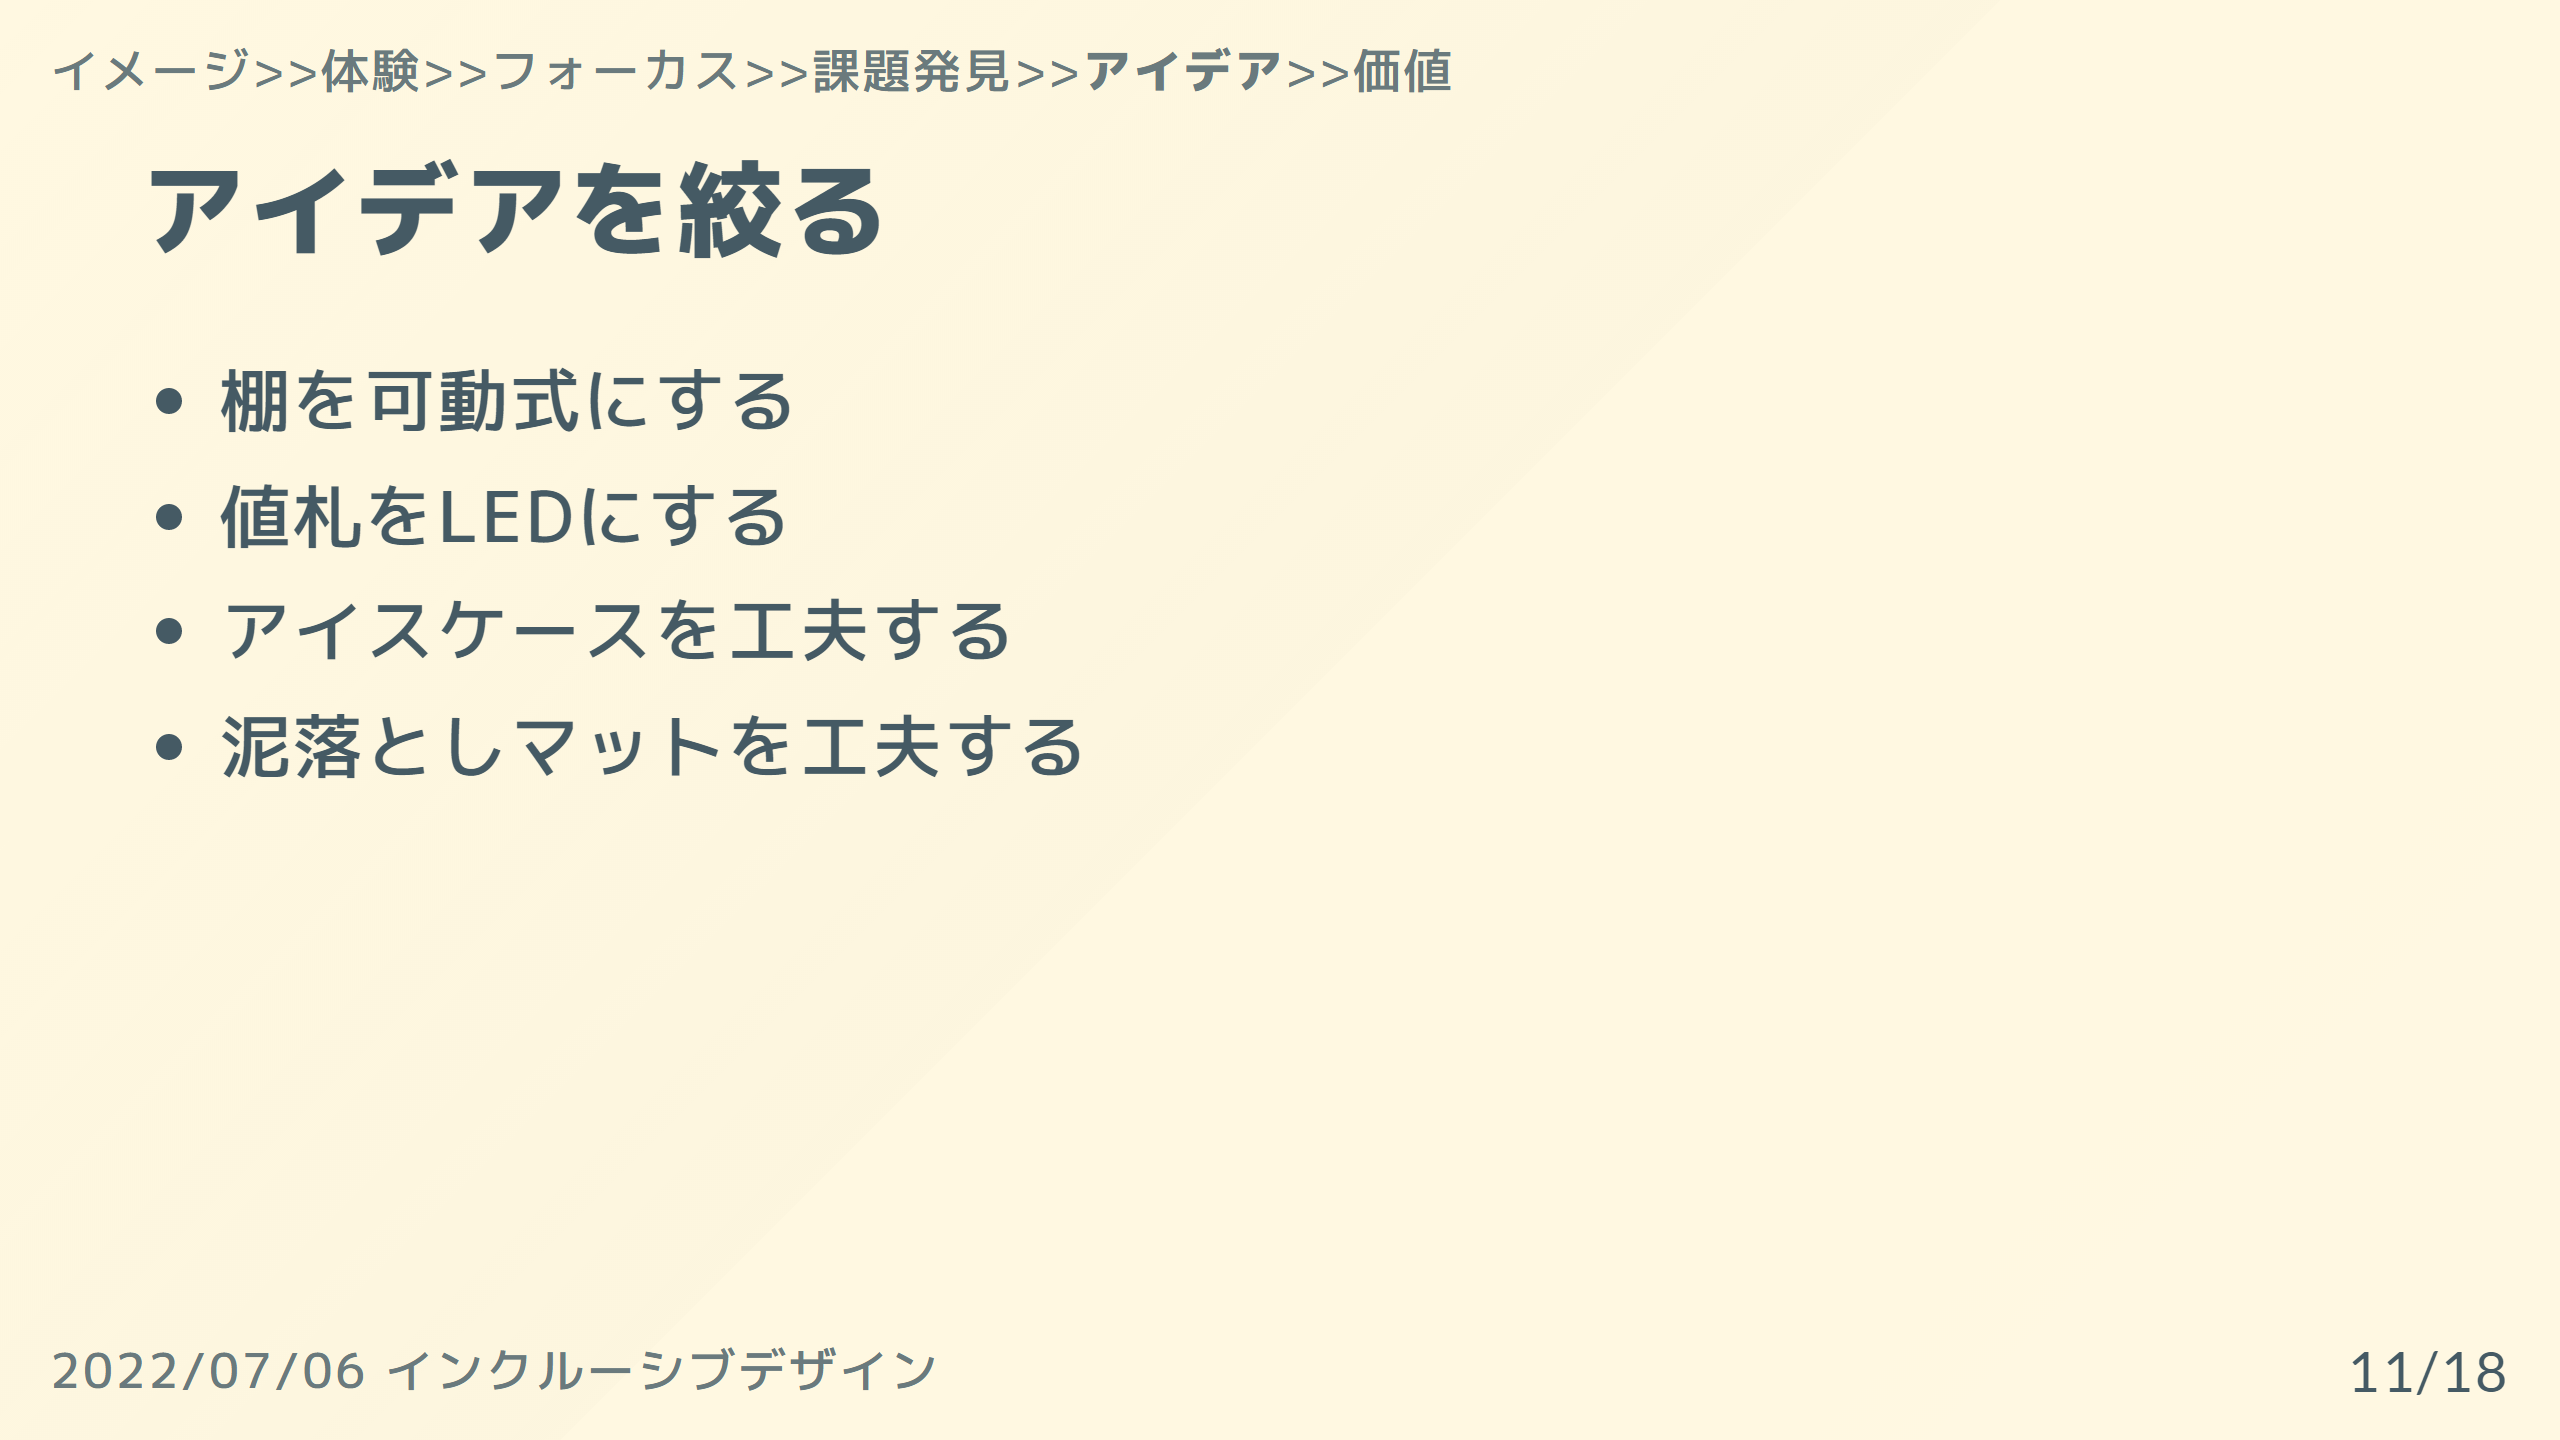 イメージ>>体験>>フォーカス>>課題発見>>アイデア>>価値
アイデアを絞る
• 棚を可動式にする
• 値札をLEDにする
• アイスケースを工夫する
• 泥落としマットを工夫する
2022/07/06 インクルーシブデザイン
11/18